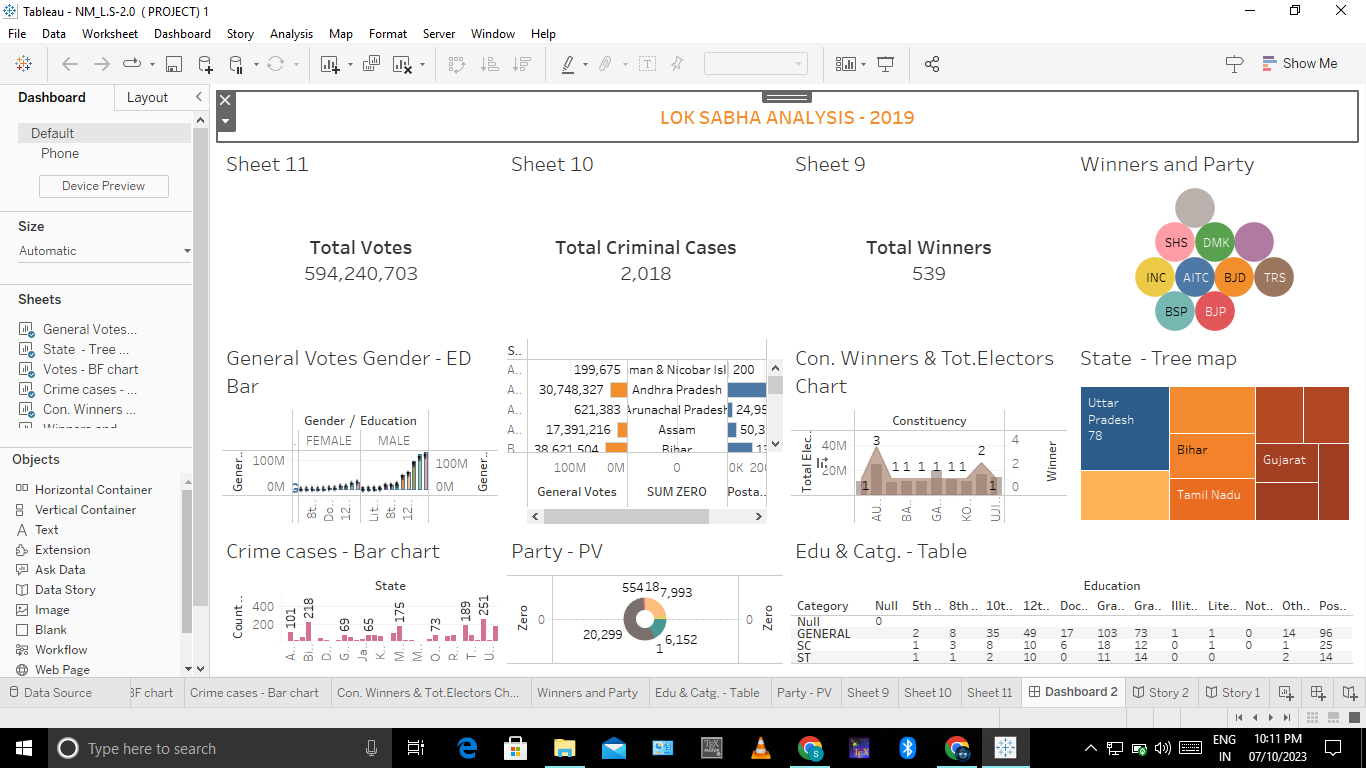 Tableau - NM_L.S-2.0 ( PROJECT) 1
File Data Worksheet Dashboard Story Analysis Map Format Server Window Help
Show Me
Dashboard Layout
Default
Phone
Device Preview
Size
Automatic
Sheets
General Votes...
State - Tree ...
Votes - BF chart
Crime cases - ...
Con. Winners ...
Objects
Horizontal Container
Vertical Container
Text
Extension
Ask Data
Data Story
Image
Blank
Workflow
Web Page
LOK SABHA ANALYSIS - 2019
Sheet 11
Total Votes
594,240,703
Sheet 10
Total Criminal Cases
2,018
Sheet 9
Total Winners
539
Winners and Party
SHS DMK
INC AITC BJD TRS
BSP BJP
General Votes Gender - ED
Bar
Gender / Education
FEMALE MALE
Gener..
100M
0M
100M
0M
Gener..
8t.. Do.. 12.. Lit.. 8t.. 12..
S..
A.. 199,675 man & Nicobar Isl 200
A.. 30,748,327 Andhra Pradesh
A.. 621,383 Arunachal Pradesh 24,95
A.. 17,391,216 Assam 50,3
B.. 38,621,504 Bihar
100M 0M 0 0K
General Votes SUM ZERO Posta..
Con. Winners & Tot.Electors
Chart
Constituency
Total Elec..
40M
20M
3
1 1 1 1 1 1 2 1
4
2
0
Winner
AU.. BA.. GA.. KO.. UJI..
State - Tree map
Uttar
Pradesh
78
Bihar
Gujarat
Tamil Nadu
Crime cases - Bar chart
State
Count ..
400
200
101 218 69 65 175 73 189 251
A.. Bi.. D.. G.. Ja.. K.. M.. M.. O.. R.. T.. U..
Party - PV
Zero
0
554 18 7,993
20,299
6,152
1
0
Zero
Edu & Catg. - Table
Education
Category Null 5th .. 8th .. 10t.. 12t.. Doc.. Gra.. Gra.. Illit.. Lite.. Not.. Oth.. Pos..
Null 0
GENERAL 2 8 35 49 17 103 73 1 1 0 14 96
SC 1 3 8 10 6 18 12 0 1 0 1 25
ST 1 1 2 10 0 11 14 0 0 2 14
Data Source BF chart Crime cases - Bar chart Con. Winners & Tot.Electors Ch... Winners and Party Edu & Catg. - Table Party - PV Sheet 9 Sheet 10 Sheet 11 Dashboard 2 Story 2 Story 1
Type here to search
ENG
IN
10:11 PM
07/10/2023